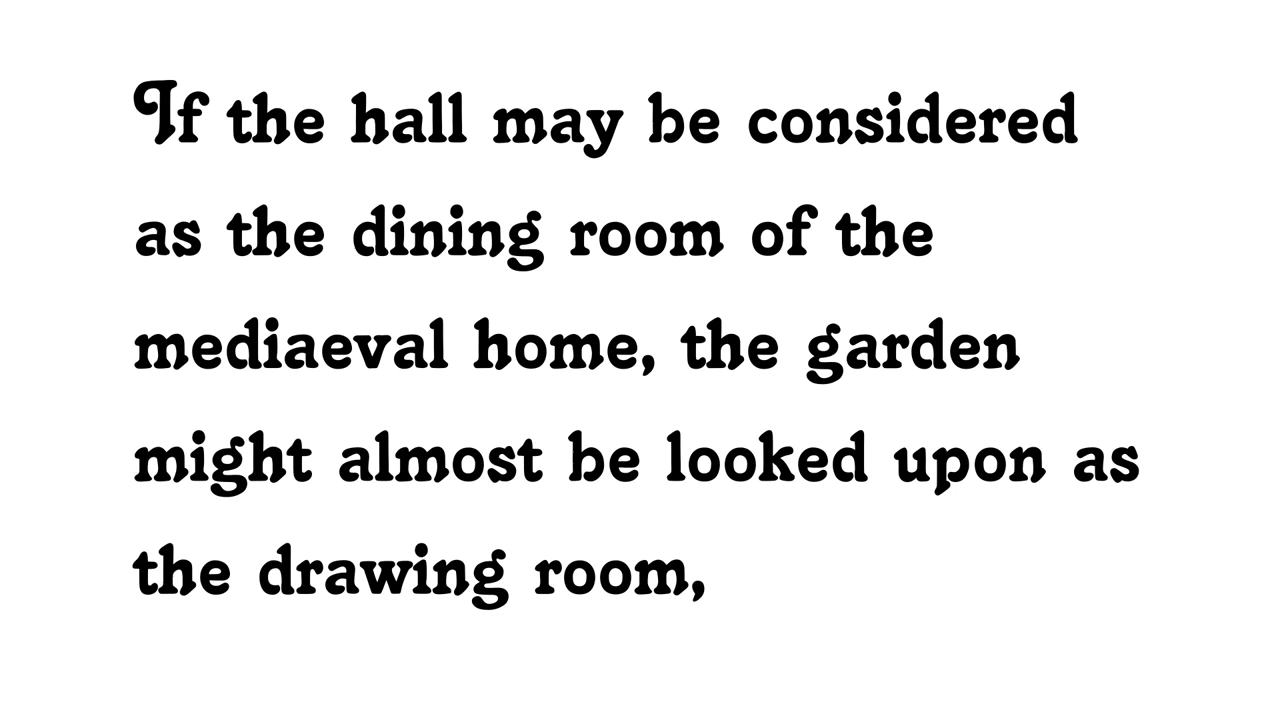 If the hall may be considered
as the dining room of the
mediaeval home, the garden
might almost be looked upon as
the drawing room,